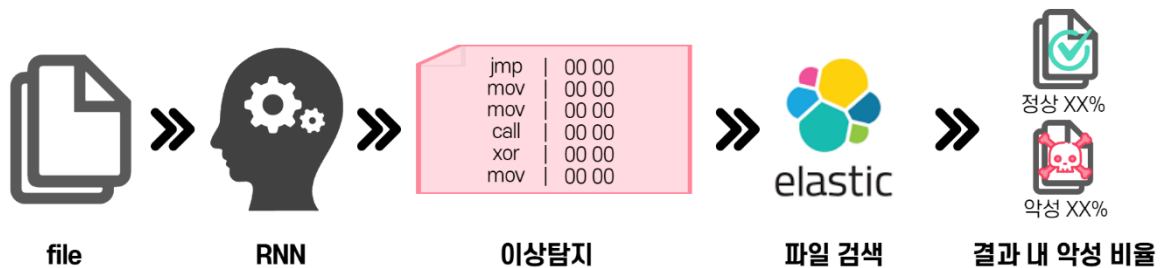 jmp | 00 00
mov | 00 00
mov | 00 00
call | 00 00
xor | 00 00
mov | 00 00
elastic
정상 XX%
악성 XX%
file
RNN
이상탐지
파일 검색
결과 내 악성 비율